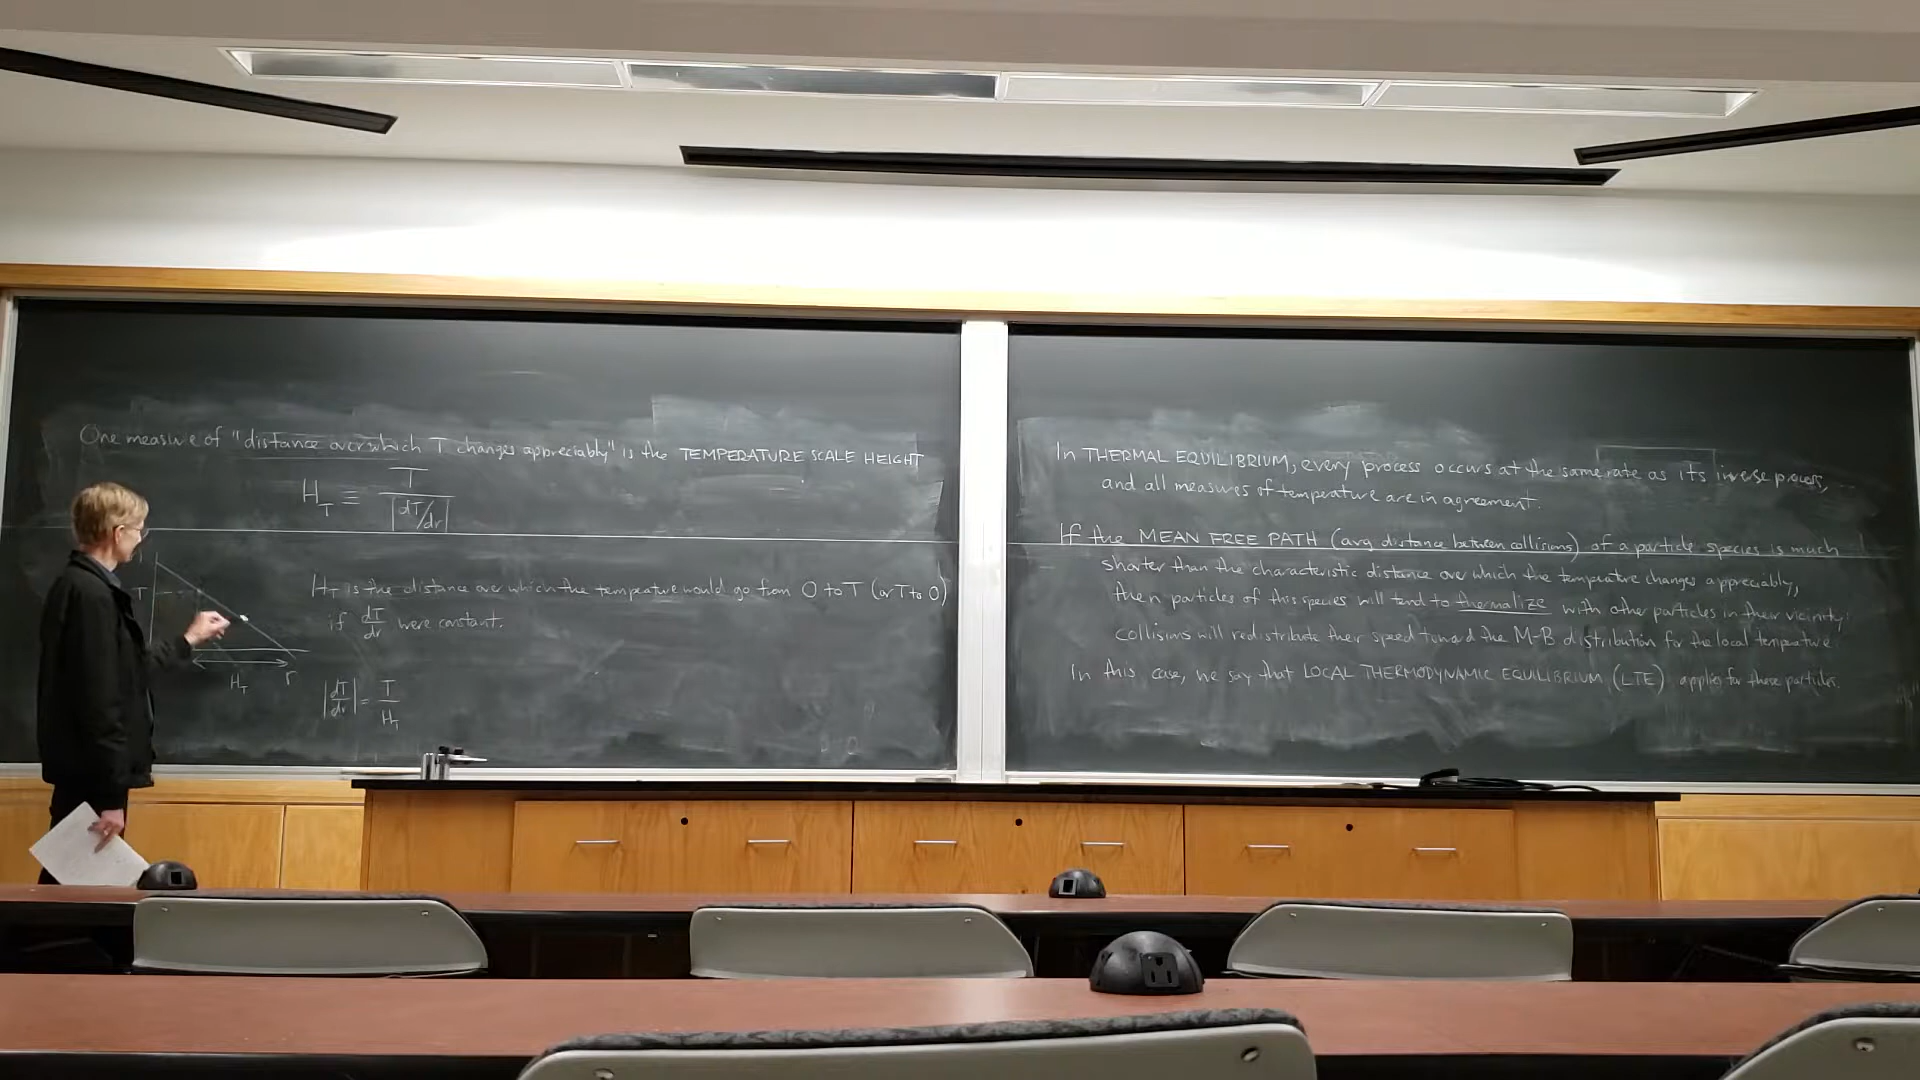 One measure of "distance over which T changes appreciably" is the TEMPERATURE SCALE HEIGHT
H_T ≡ T / |dT/dr|
T
H_T is the distance over which the temperature would go from 0 to T (or T to 0)
if dT/dr were constant.
H_T r
|dT/dr| = T/H_T
In THERMAL EQUILIBRIUM, every process occurs at the same rate as its inverse process,
and all measures of temperature are in agreement.
If the MEAN FREE PATH (avg distance between collisions) of a particle species is much
shorter than the characteristic distance over which the temperature changes appreciably,
then particles of this species will tend to thermalize with other particles in their vicinity:
Collisions will redistribute their speed toward the M-B distribution for the local temperature.
In this case, we say that LOCAL THERMODYNAMIC EQUILIBRIUM (LTE) applies for these particles.